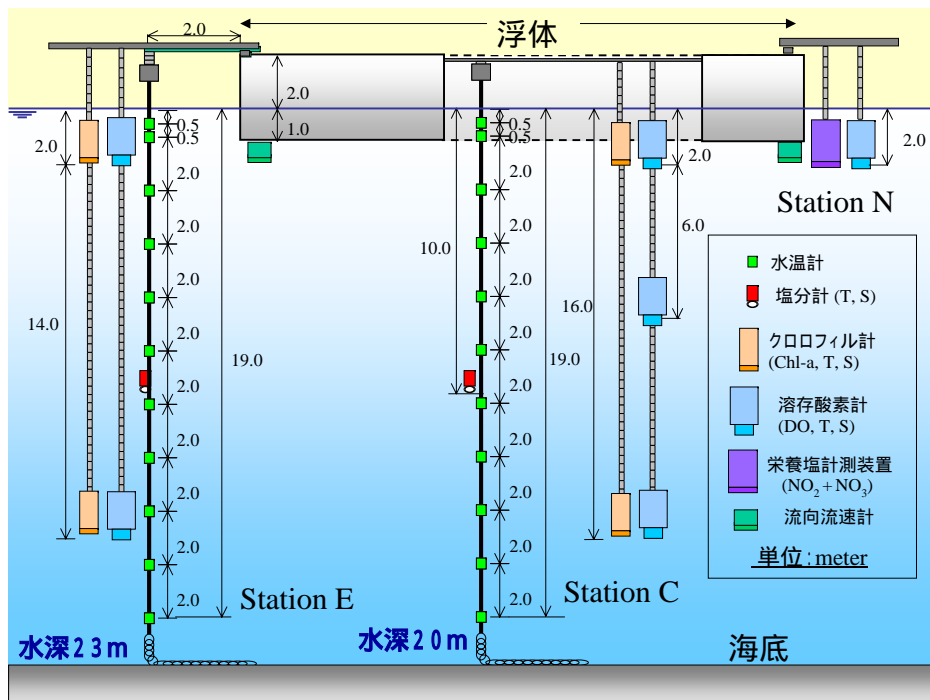 2.0
浮体
2.0
1.0
0.5
0.5
2.0
2.0
2.0
2.0
2.0
2.0
2.0
2.0
2.0
2.0
14.0
19.0
Station E
水深23m
0.5
0.5
2.0
2.0
2.0
2.0
2.0
2.0
2.0
2.0
2.0
10.0
19.0
16.0
2.0
6.0
Station C
水深20m
2.0
Station N
水温計
塩分計 (T, S)
クロロフィル計
(Chl-a, T, S)
溶存酸素計
(DO, T, S)
栄養塩計測装置
(NO2 + NO3)
流向流速計
単位:meter
海底